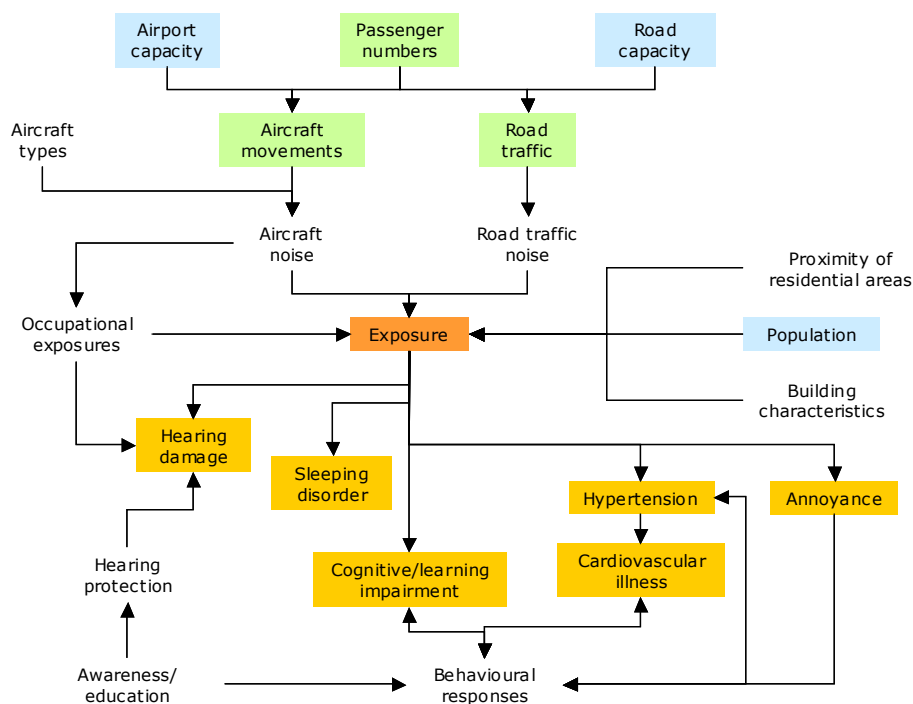 Airport
capacity
Passenger
numbers
Road
capacity
Aircraft
types
Aircraft
movements
Road
traffic
Aircraft
noise
Road traffic
noise
Proximity of
residential areas
Occupational
exposures
Exposure
Population
Building
characteristics
Hearing
damage
Sleeping
disorder
Hypertension
Annoyance
Hearing
protection
Cognitive/learning
impairment
Cardiovascular
illness
Awareness/
education
Behavioural
responses